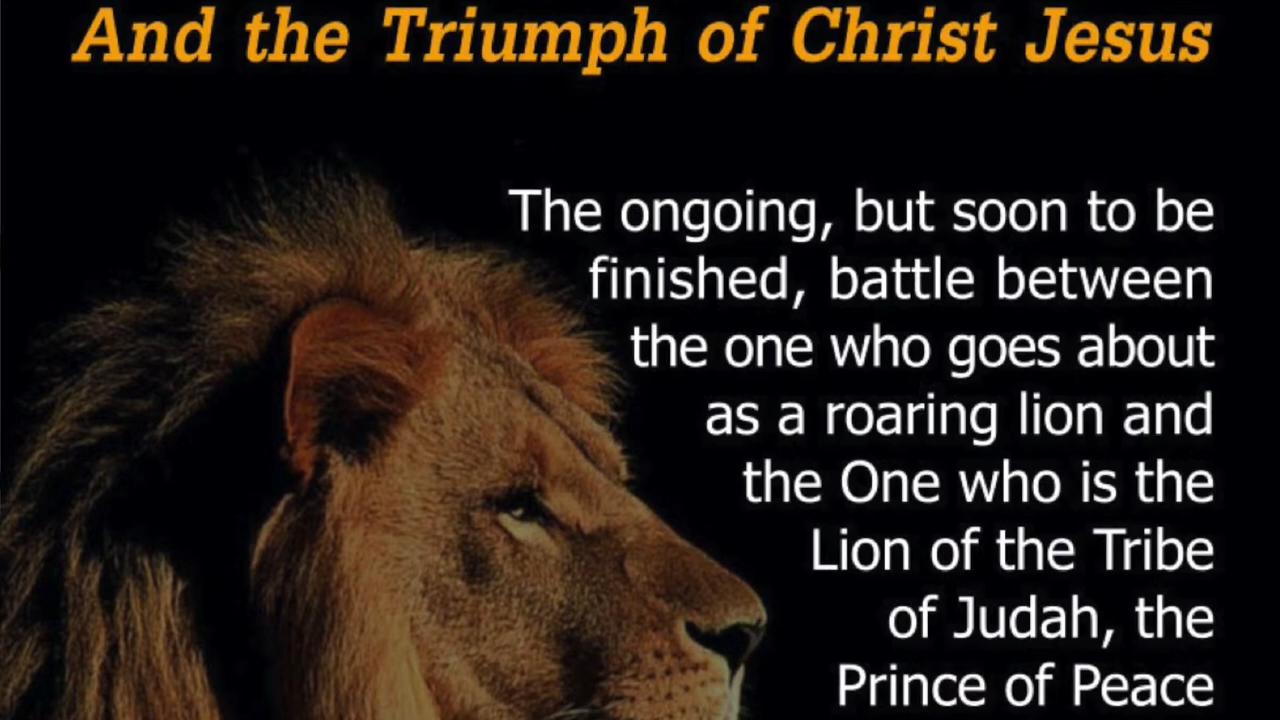 And the Triumph of Christ Jesus
The ongoing, but soon to be
finished, battle between
the one who goes about
as a roaring lion and
the One who is the
Lion of the Tribe
of Judah, the
Prince of Peace